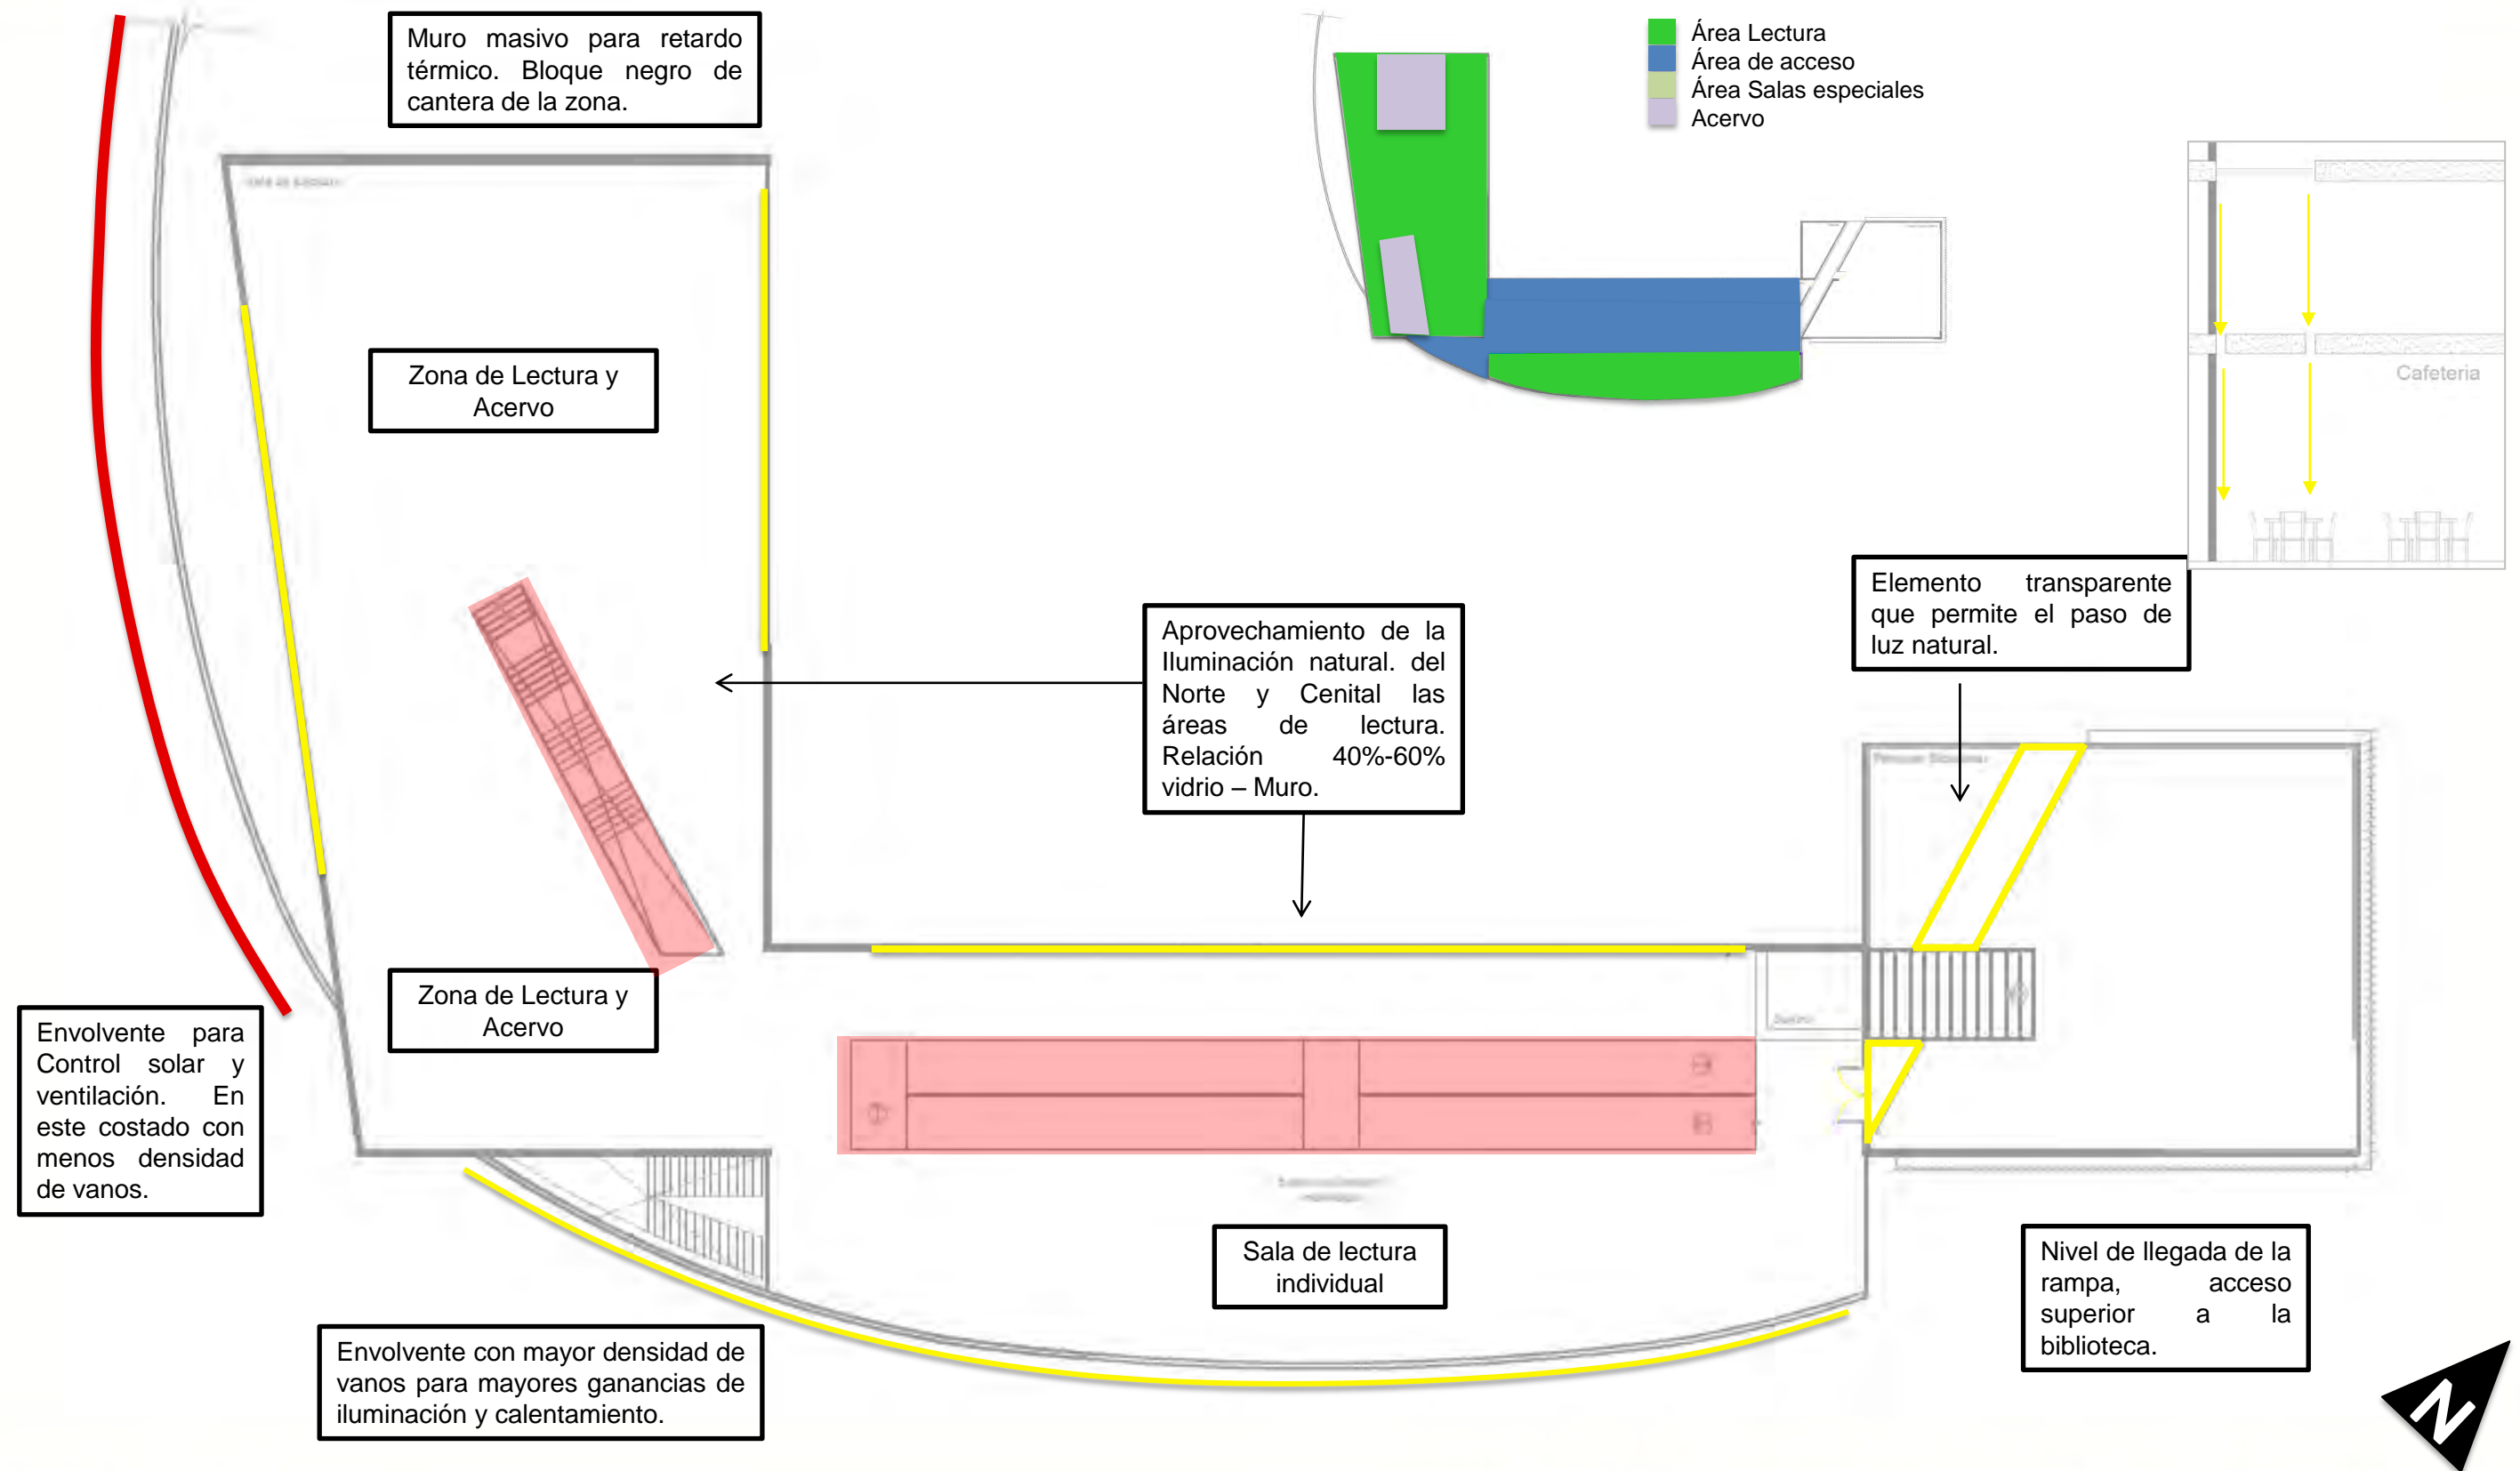 Muro masivo para retardo
térmico. Bloque negro de
cantera de la zona.
Área Lectura
Área de acceso
Área Salas especiales
Acervo
Cafeteria
Zona de Lectura y
Acervo
Aprovechamiento de la
Iluminación natural. del
Norte y Cenital las
áreas de lectura.
Relación 40%-60%
vidrio – Muro.
Elemento transparente
que permite el paso de
luz natural.
Zona de Lectura y
Acervo
Envolvente para
Control solar y
ventilación. En
este costado con
menos densidad
de vanos.
Sala de lectura
individual
Nivel de llegada de la
rampa, acceso
superior a la
biblioteca.
Envolvente con mayor densidad de
vanos para mayores ganancias de
iluminación y calentamiento.
N